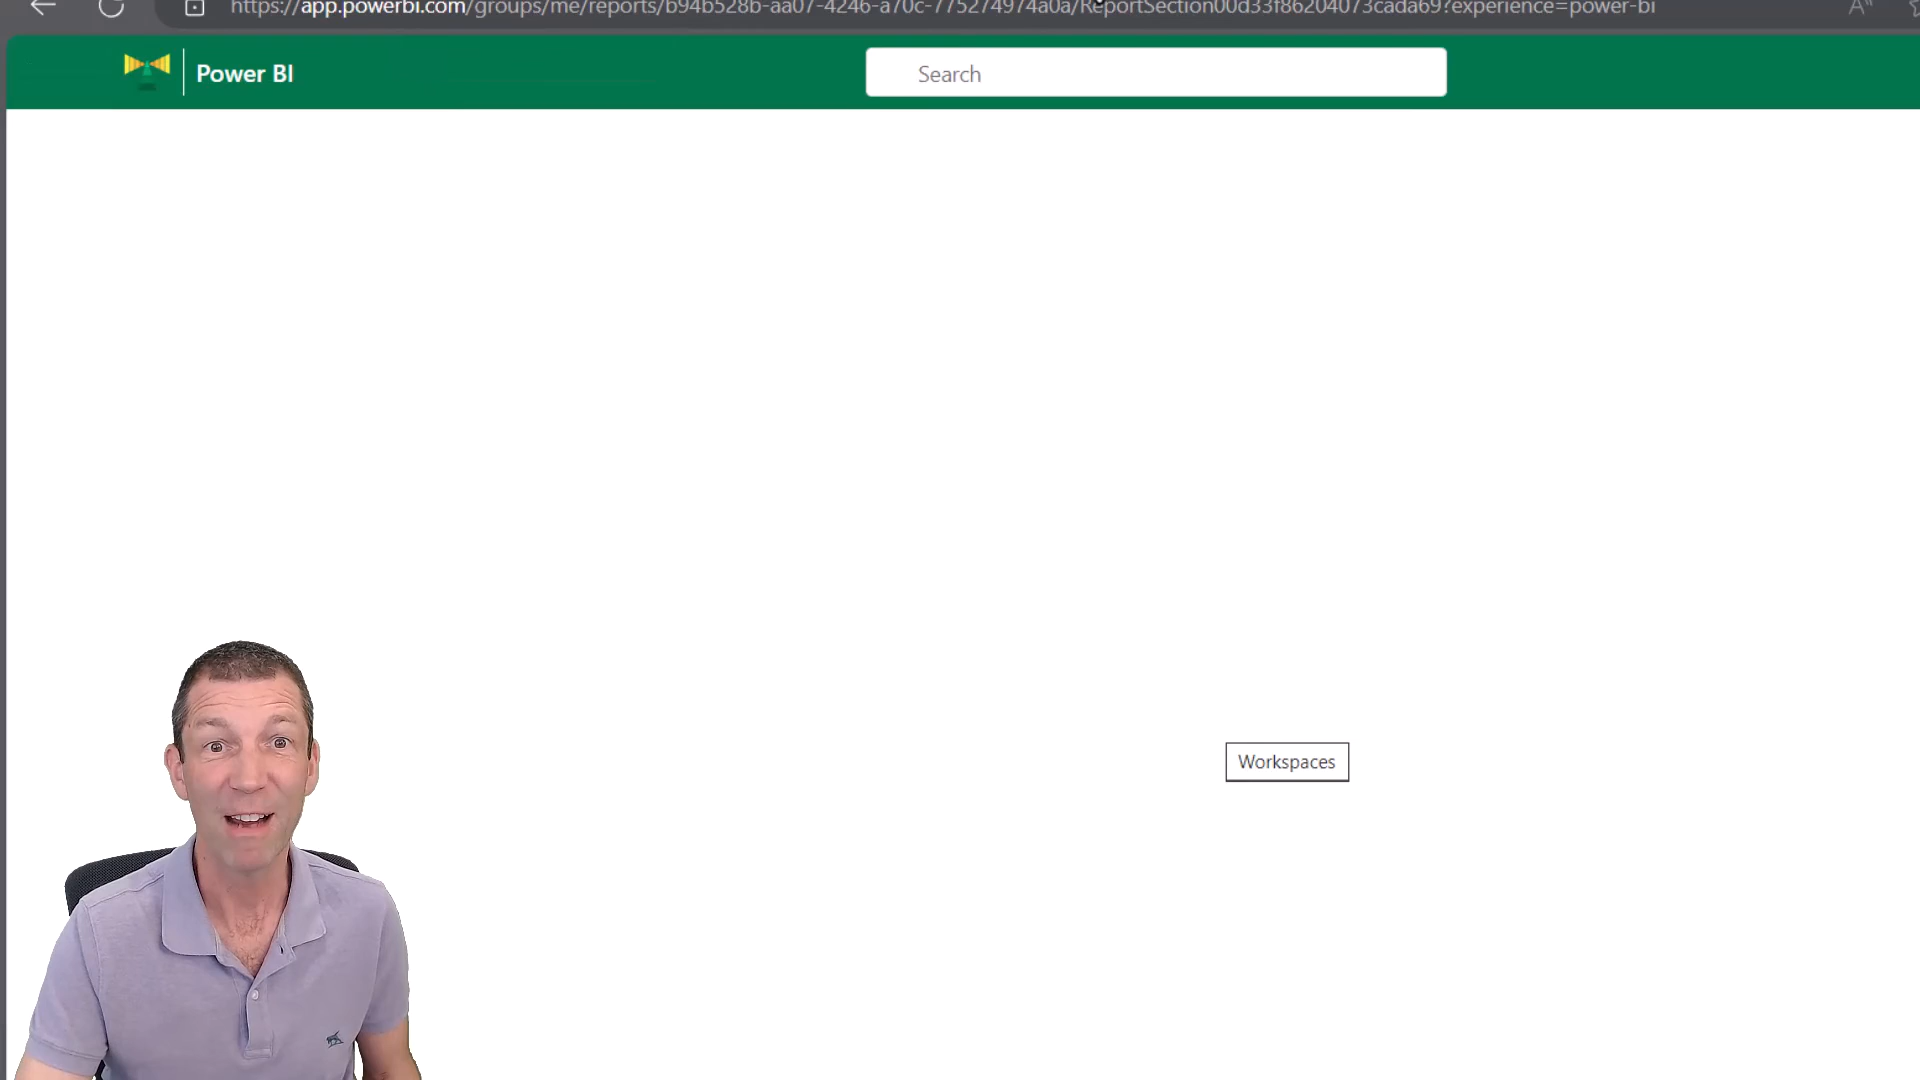 https://app.powerbi.com/groups/me/reports/b94b528b-aa07-4246-a70c-775274974a0a/ReportSection00d33f86204073cada69?experience=power-bi
Power BI
Search
Workspaces